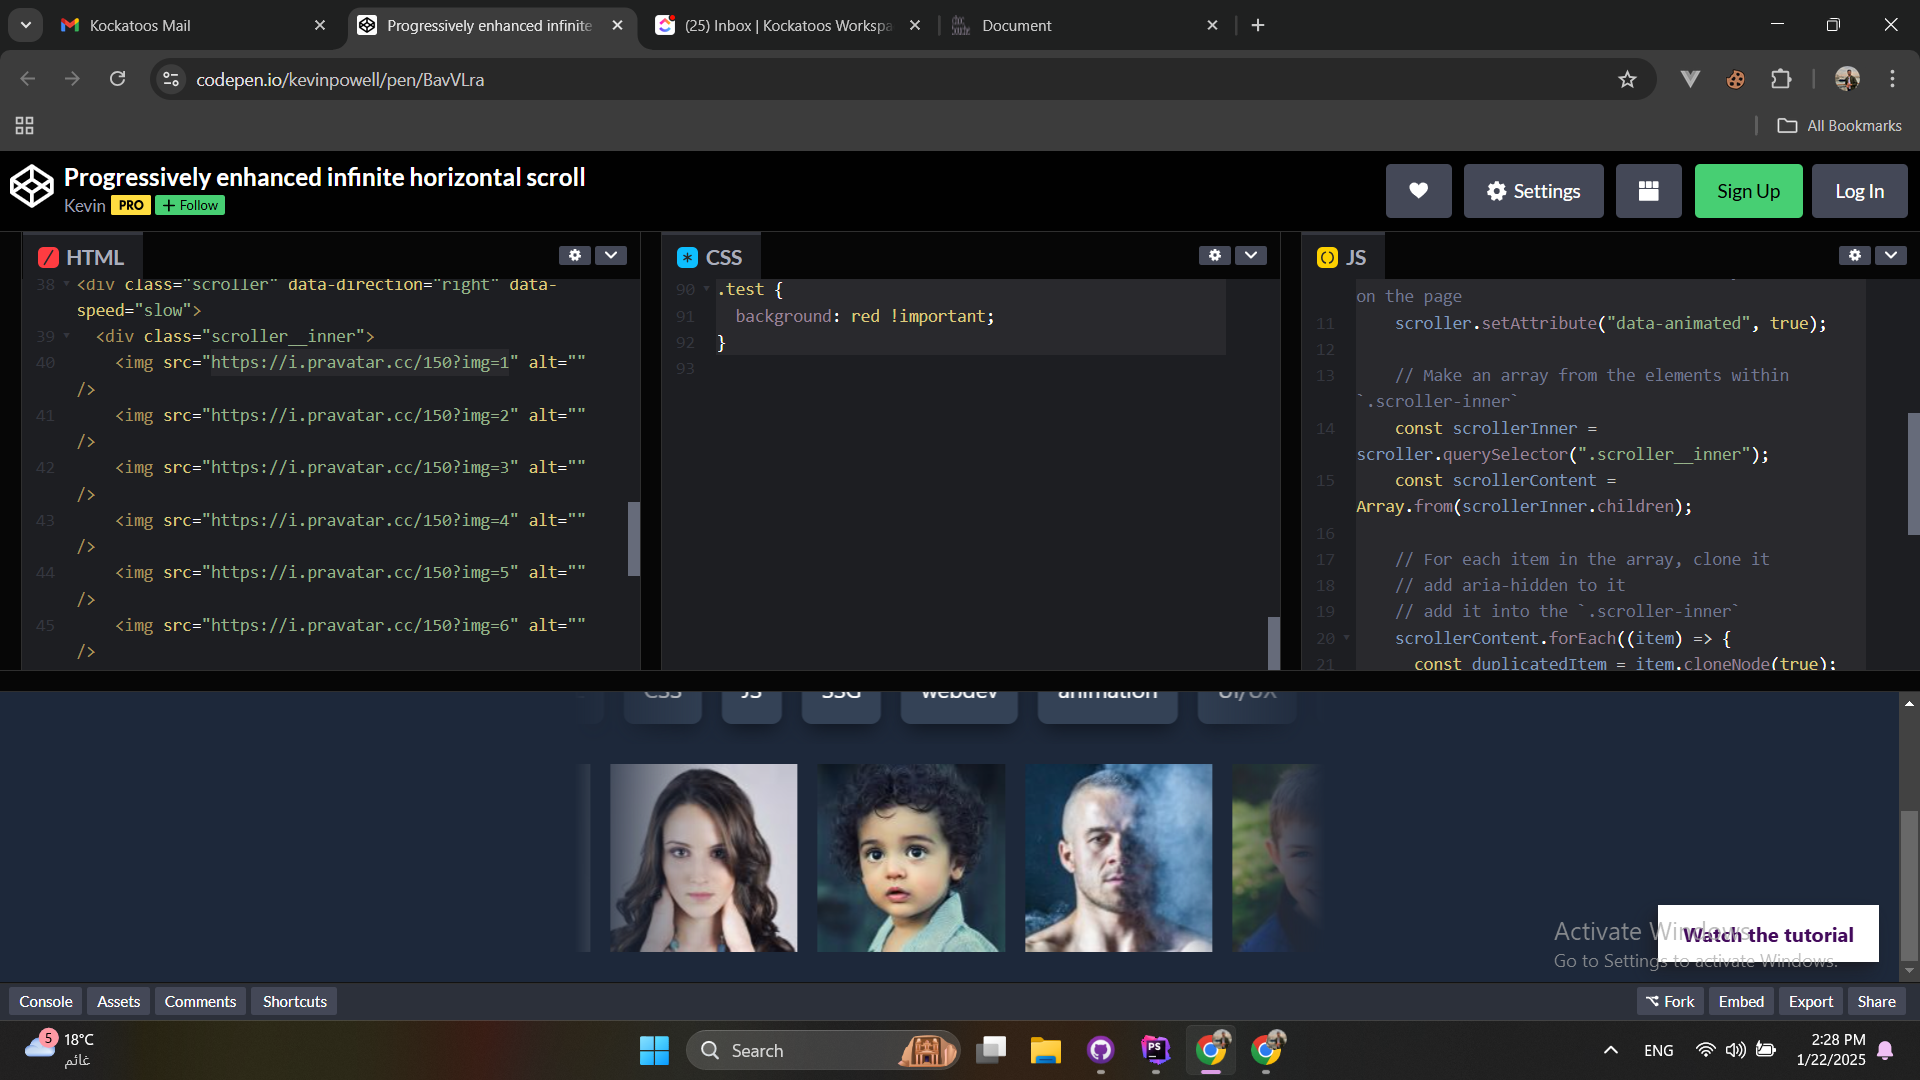 Kockatoos Mail
Progressively enhanced infinite
(25) Inbox | Kockatoos Workspa
Document
codepen.io/kevinpowell/pen/BavVLra
All Bookmarks
Progressively enhanced infinite horizontal scroll
Kevin PRO + Follow
Settings
Sign Up
Log In
HTML
38 <div class="scroller" data-direction="right" data-
speed="slow">
39 <div class="scroller__inner">
40 <img src="https://i.pravatar.cc/150?img=1" alt=""
/>
41 <img src="https://i.pravatar.cc/150?img=2" alt=""
/>
42 <img src="https://i.pravatar.cc/150?img=3" alt=""
/>
43 <img src="https://i.pravatar.cc/150?img=4" alt=""
/>
44 <img src="https://i.pravatar.cc/150?img=5" alt=""
/>
45 <img src="https://i.pravatar.cc/150?img=6" alt=""
/>
CSS
90 .test {
91 background: red !important;
92 }
93
JS
on the page
11 scroller.setAttribute("data-animated", true);
12
13 // Make an array from the elements within
`.scroller-inner`
14 const scrollerInner =
scroller.querySelector(".scroller__inner");
15 const scrollerContent =
Array.from(scrollerInner.children);
16
17 // For each item in the array, clone it
18 // add aria-hidden to it
19 // add it into the `.scroller-inner`
20 scrollerContent.forEach((item) => {
21 const duplicatedItem = item.cloneNode(true);
CSS
JS
SSG
webdev
animation
UI/UX
Watch the tutorial
Activate Windows
Go to Settings to activate Windows.
Console
Assets
Comments
Shortcuts
Fork
Embed
Export
Share
5
18°C
غائم
Search
PS
ENG
2:28 PM
1/22/2025